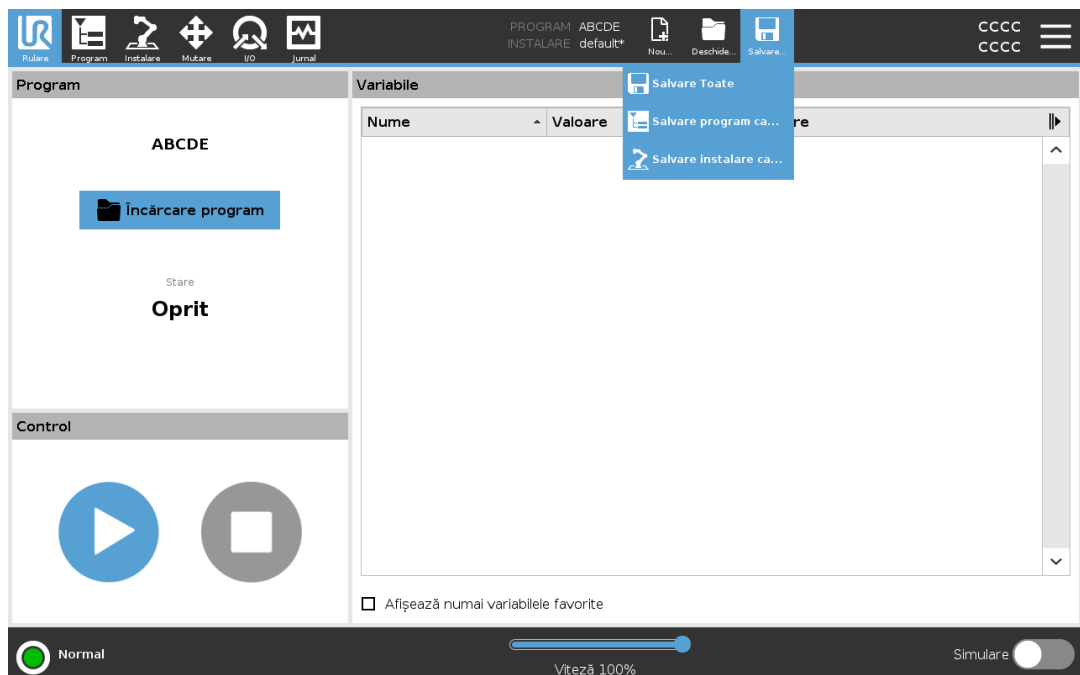 Rulare
Program
Instalare
Mutare
I/O
Jurnal
PROGRAM ABCDE
INSTALARE default*
Nou...
Deschide...
Salvare...
CCCC
CCCC
Salvare Toate
Salvare program ca...
Salvare instalare ca...
Program
ABCDE
Încărcare program
Stare
Oprit
Control
Variabile
Nume
Valoare
re
Afișează numai variabilele favorite
Normal
Viteză 100%
Simulare